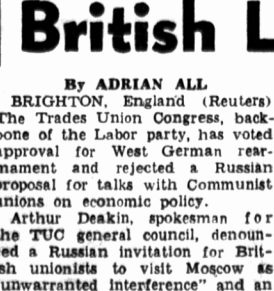 British L
By ADRIAN ALL
BRIGHTON, England (Reuters)
The Trades Union Congress, back-
bone of the Labor party, has voted
approval for West German rear-
mament and rejected a Russian
proposal for talks with Communist
unions on economic policy.
Arthur Deakin, spokesman for
the TUC general council, denoun-
ed a Russian invitation for Brit-
ish unionists to visit Moscow as
"unwarranted interference" and an